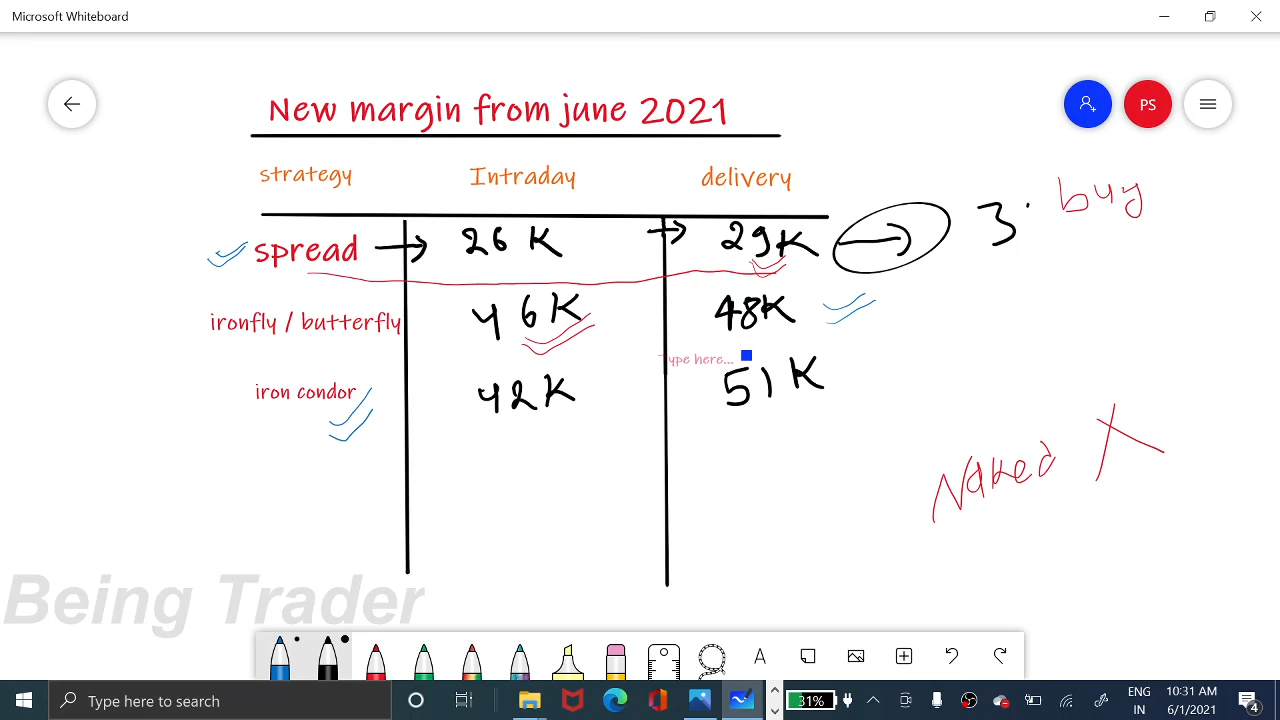 Microsoft Whiteboard
New margin from june 2021
PS
strategy Intraday delivery
buy
spread → 26 K → 29K → 3.
ironfly / butterfly 46K 48K
Type here...
iron condor 42K 51K
Naked X
Being Trader
A
Type here to search
31%
ENG
IN
10:31 AM
6/1/2021
4